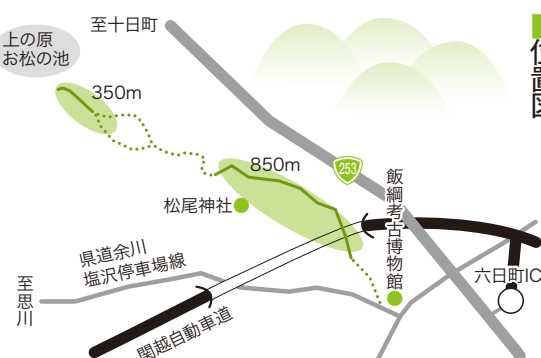 至十日町
上の原
お松の池
350m
位置図
850m
253
飯綱考古博物館
松尾神社
県道余川
塩沢停車場線
至思川
六日町IC
関越自動車道